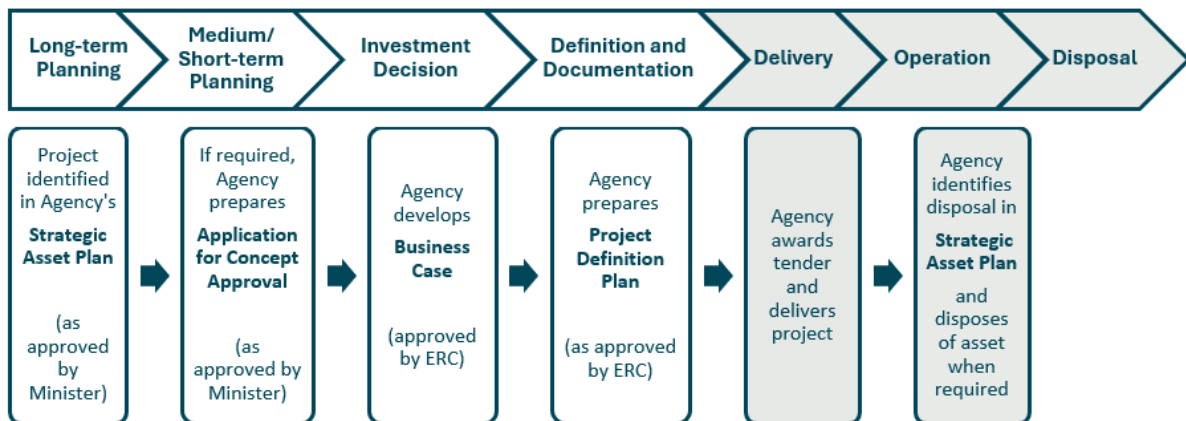 Long-term
Planning
Medium/
Short-term
Planning
Investment
Decision
Definition and
Documentation
Delivery
Operation
Disposal
Project
identified
in Agency's
Strategic
Asset Plan
(as
approved
by
Minister)
If required,
Agency
prepares
Application
for Concept
Approval
(as
approved by
Minister)
Agency
develops
Business
Case
(approved
by ERC)
Agency
prepares
Project
Definition
Plan
(as approved
by ERC)
Agency
awards
tender
and
delivers
project
Agency
identifies
disposal in
Strategic
Asset Plan
and
disposes
of asset
when
required